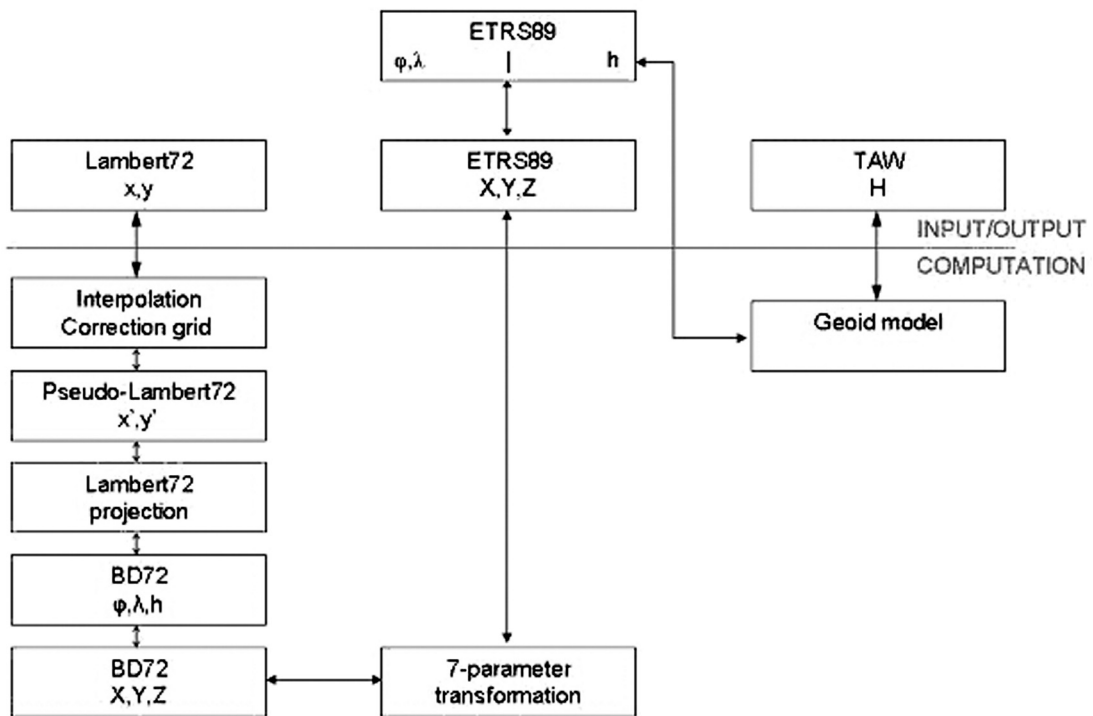 ETRS89
φ,λ | h
Lambert72
x,y
ETRS89
X,Y,Z
TAW
H
INPUT/OUTPUT
COMPUTATION
Interpolation
Correction grid
Geoid model
Pseudo-Lambert72
x`,y'
Lambert72
projection
BD72
φ,λ,h
BD72
X,Y,Z
7-parameter
transformation